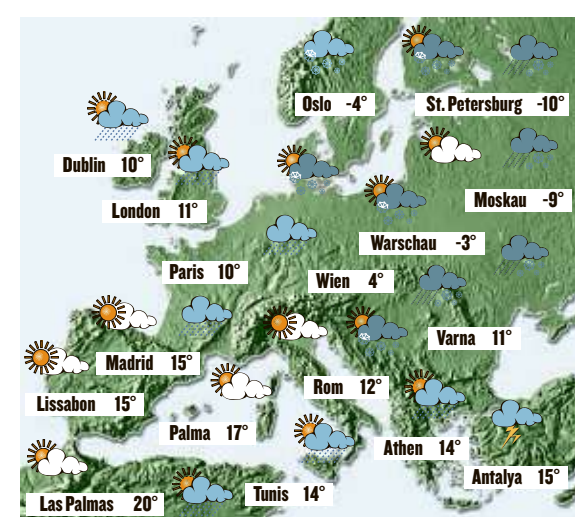 Oslo -4°
St. Petersburg -10°
Dublin 10°
Moskau -9°
London 11°
Warschau -3°
Paris 10°
Wien 4°
Varna 11°
Madrid 15°
Rom 12°
Lissabon 15°
Palma 17°
Athen 14°
Antalya 15°
Tunis 14°
Las Palmas 20°